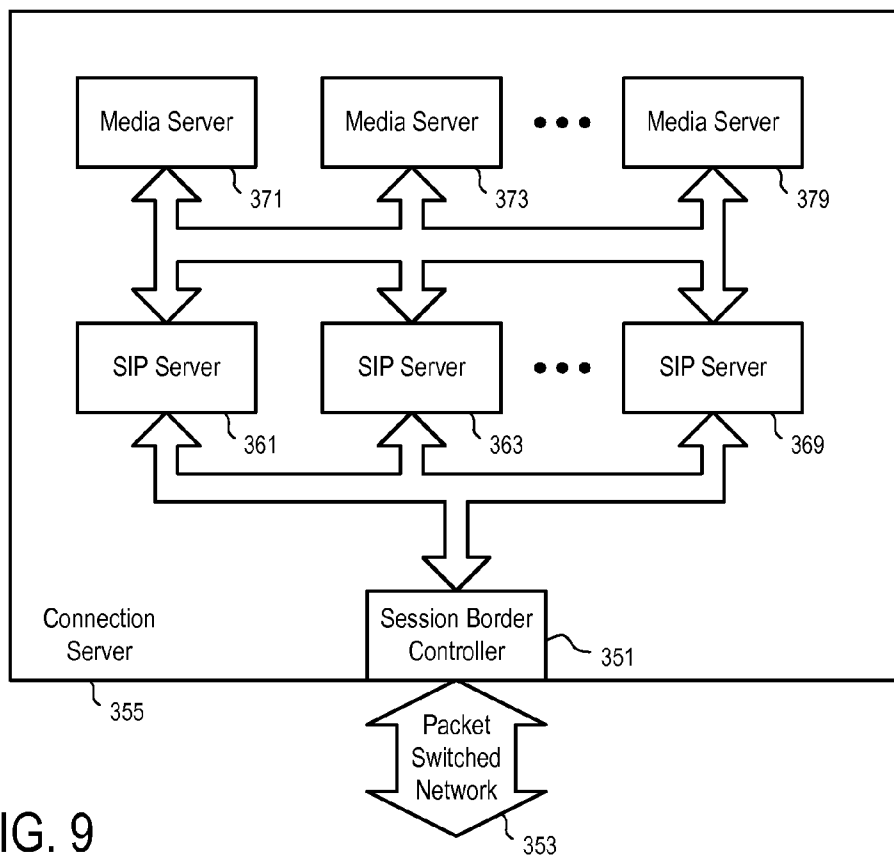 Media Server
Media Server
Media Server
371
373
379
SIP Server
SIP Server
SIP Server
361
363
369
Session Border
Controller
351
Connection
Server
355
Packet
Switched
Network
353
IG. 9